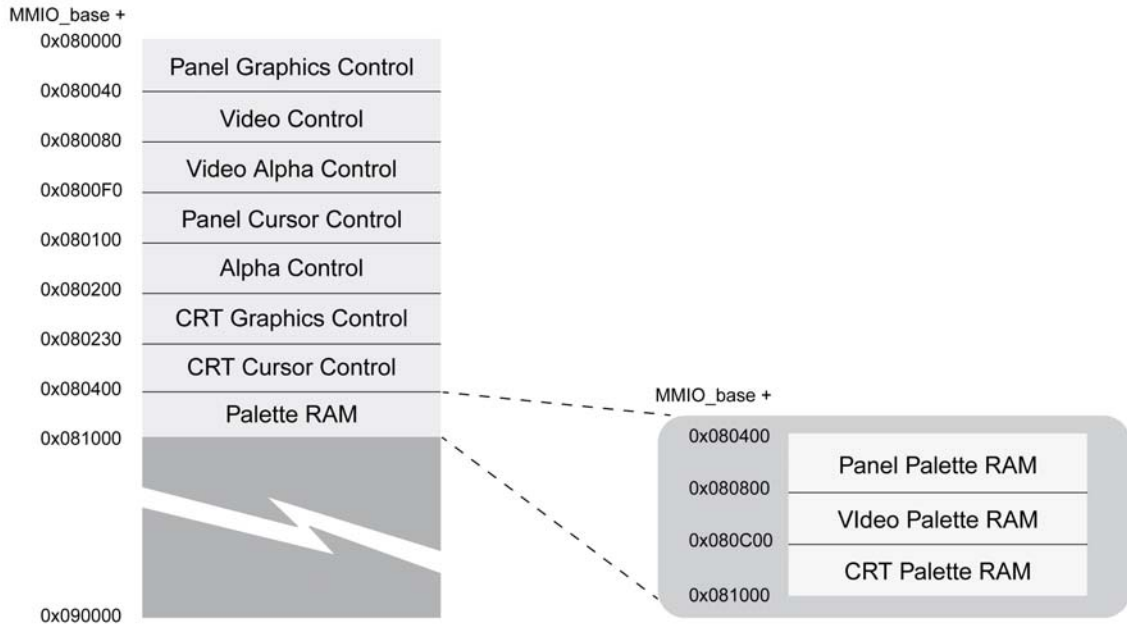 MMIO_base +
0x080000
Panel Graphics Control
0x080040
Video Control
0x080080
Video Alpha Control
0x0800F0
Panel Cursor Control
0x080100
Alpha Control
0x080200
CRT Graphics Control
0x080230
CRT Cursor Control
0x080400
Palette RAM
0x081000
0x090000
MMIO_base +
0x080400
Panel Palette RAM
0x080800
VIdeo Palette RAM
0x080C00
CRT Palette RAM
0x081000